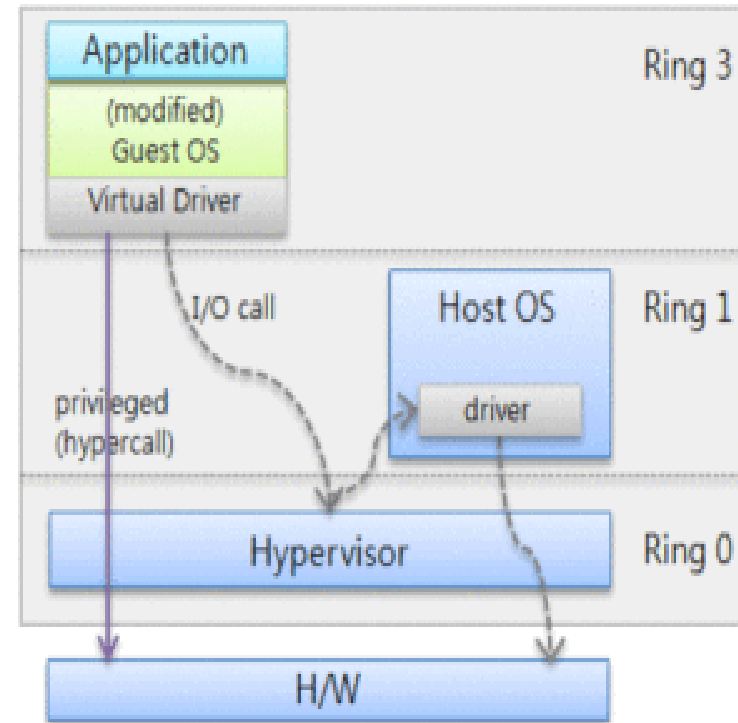 Application
Ring 3
(modified)
Guest OS
Virtual Driver
I/O call
Host OS
Ring 1
privileged
(hypercall)
driver
Hypervisor
Ring 0
H/W